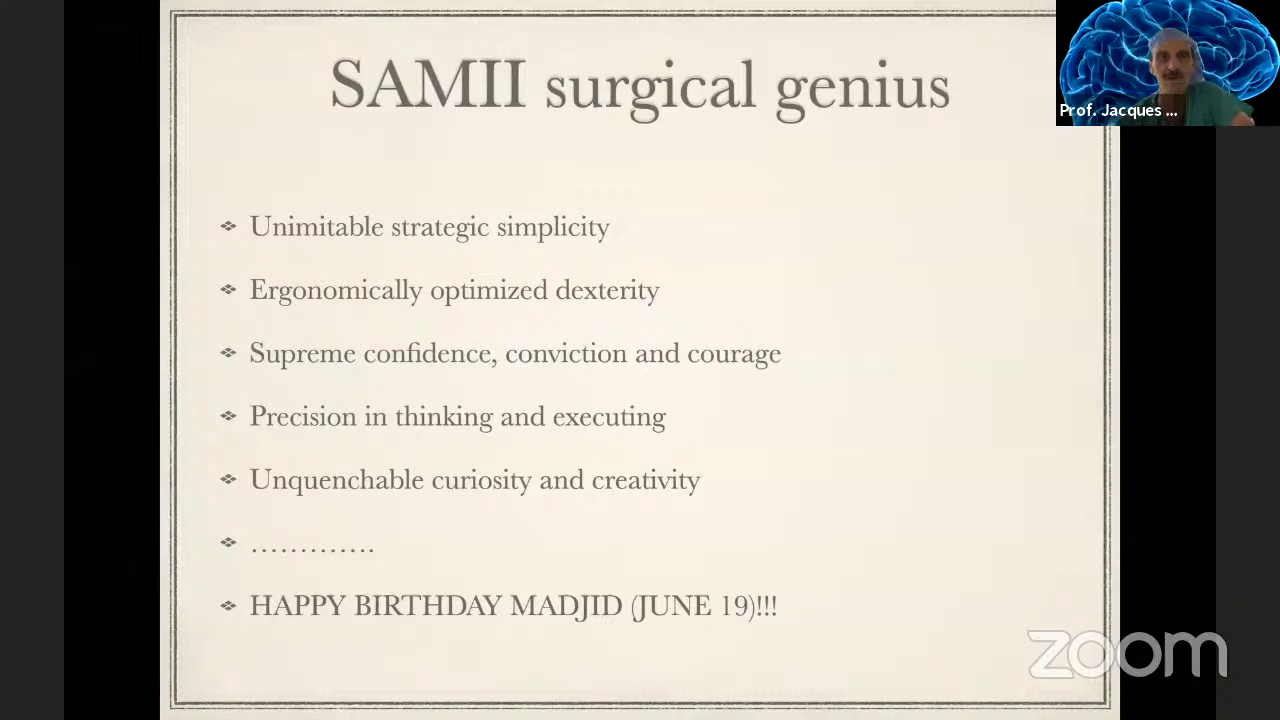 SAMII surgical genius
Prof. Jacques ...
Unimitable strategic simplicity
Ergonomically optimized dexterity
Supreme confidence, conviction and courage
Precision in thinking and executing
Unquenchable curiosity and creativity
.............
HAPPY BIRTHDAY MADJID (JUNE 19)!!!
zoom